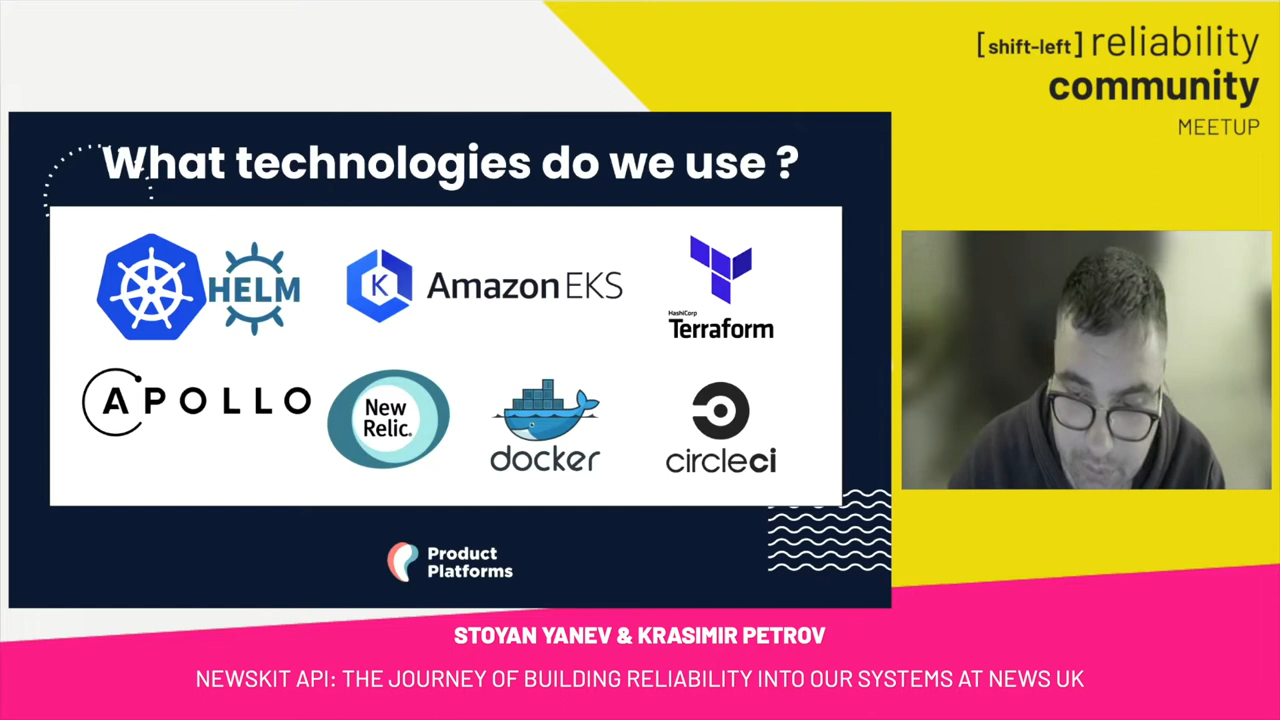 [shift-left] reliability
community
MEETUP
What technologies do we use ?
HELM
K
Amazon EKS
HashiCorp
Terraform
APOLLO
New
Relic.
docker
circleci
Product
Platforms
STOYAN YANEV & KRASIMIR PETROV
NEWSKIT API: THE JOURNEY OF BUILDING RELIABILITY INTO OUR SYSTEMS AT NEWS UK